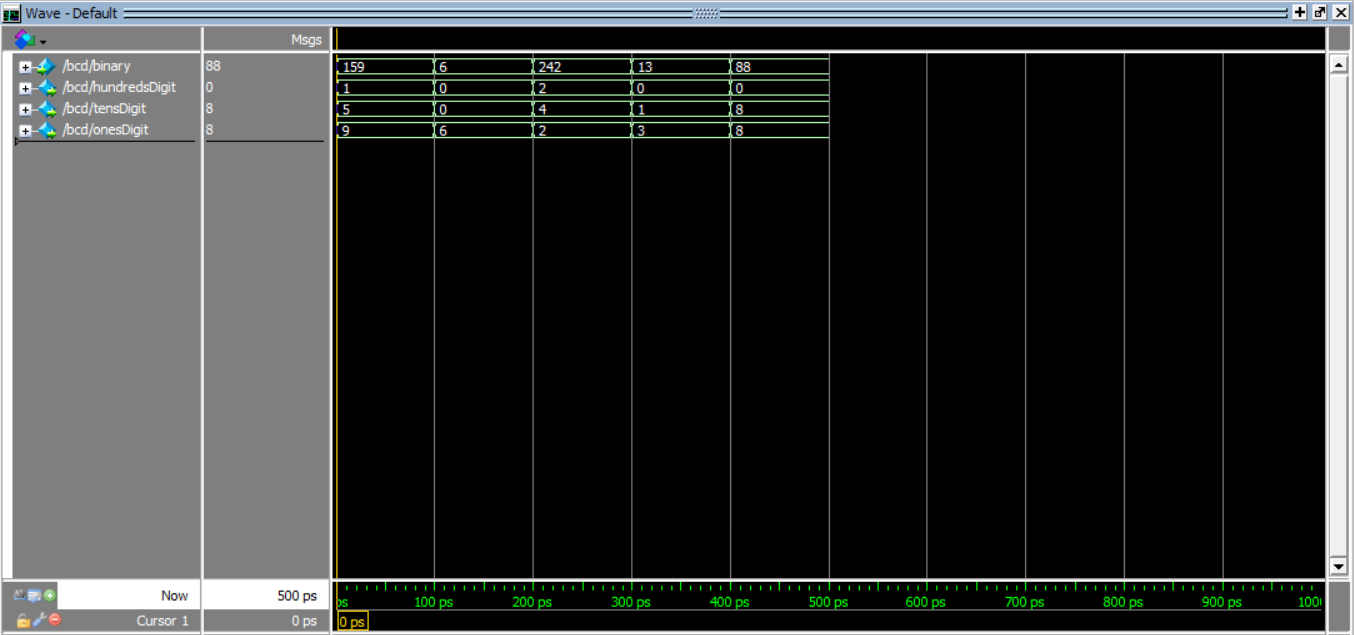 Wave - Default
Msgs
/bcd/binary 88 159 6 242 13 88
/bcd/hundredsDigit 0 1 0 2 0 0
/bcd/tensDigit 8 5 0 4 1 8
/bcd/onesDigit 8 9 6 2 3 8
Now 500 ps ps 100 ps 200 ps 300 ps 400 ps 500 ps 600 ps 700 ps 800 ps 900 ps 100
Cursor 1 0 ps 0 ps